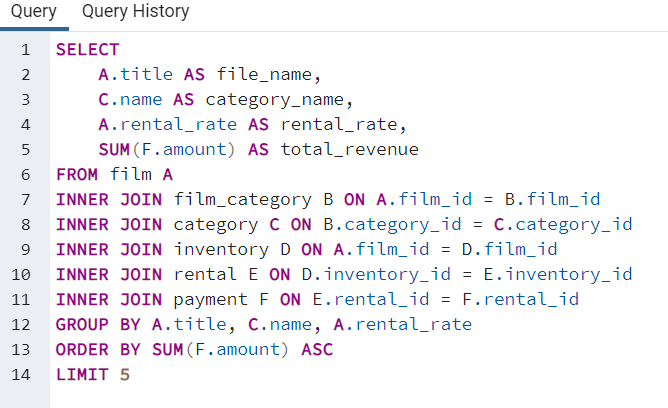 Query Query History
1 SELECT
2 A.title AS file_name,
3 C.name AS category_name,
4 A.rental_rate AS rental_rate,
5 SUM(F.amount) AS total_revenue
6 FROM film A
7 INNER JOIN film_category B ON A.film_id = B.film_id
8 INNER JOIN category C ON B.category_id = C.category_id
9 INNER JOIN inventory D ON A.film_id = D.film_id
10 INNER JOIN rental E ON D.inventory_id = E.inventory_id
11 INNER JOIN payment F ON E.rental_id = F.rental_id
12 GROUP BY A.title, C.name, A.rental_rate
13 ORDER BY SUM(F.amount) ASC
14 LIMIT 5